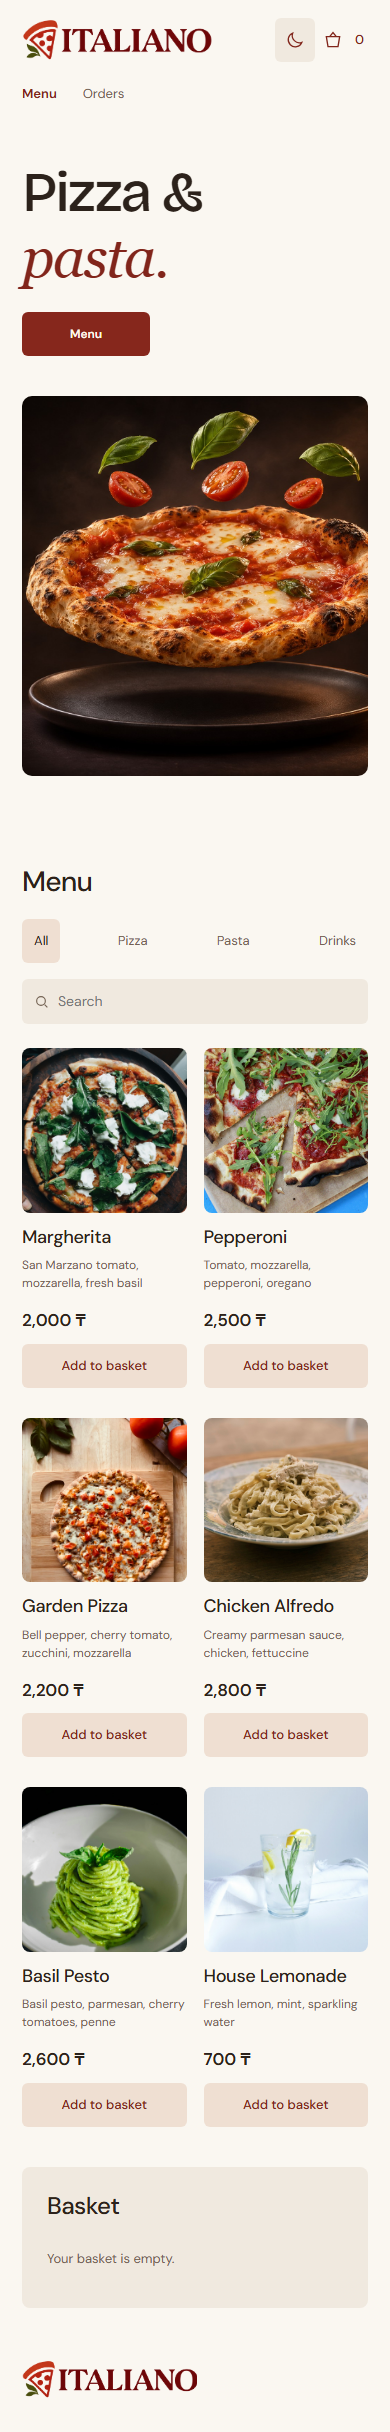 ITALIANO
0
Menu Orders
Pizza &
pasta.
Menu
Menu
All Pizza Pasta Drinks
Search
Margherita
San Marzano tomato,
mozzarella, fresh basil
2,000 ₸
Add to basket
Pepperoni
Tomato, mozzarella,
pepperoni, oregano
2,500 ₸
Add to basket
Garden Pizza
Bell pepper, cherry tomato,
zucchini, mozzarella
2,200 ₸
Add to basket
Chicken Alfredo
Creamy parmesan sauce,
chicken, fettuccine
2,800 ₸
Add to basket
Basil Pesto
Basil pesto, parmesan, cherry
tomatoes, penne
2,600 ₸
Add to basket
House Lemonade
Fresh lemon, mint, sparkling
water
700 ₸
Add to basket
Basket
Your basket is empty.
ITALIANO